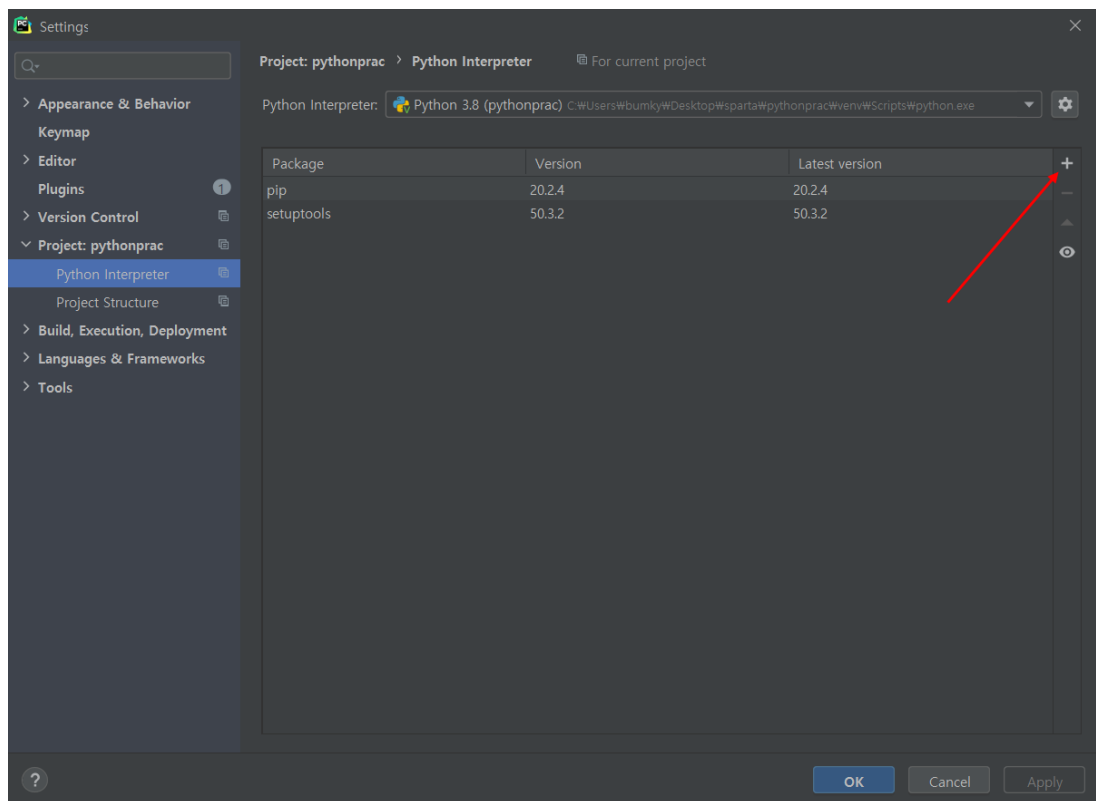 Settings
Appearance & Behavior
Keymap
Editor
Plugins 1
Version Control
Project: pythonprac
Python Interpreter
Project Structure
Build, Execution, Deployment
Languages & Frameworks
Tools
Project: pythonprac > Python Interpreter For current project
Python Interpreter: Python 3.8 (pythonprac) C:₩Users₩bumky₩Desktop₩sparta₩pythonprac₩venv₩Scripts₩python.exe
Package Version Latest version
pip 20.2.4 20.2.4
setuptools 50.3.2 50.3.2
? OK Cancel Apply